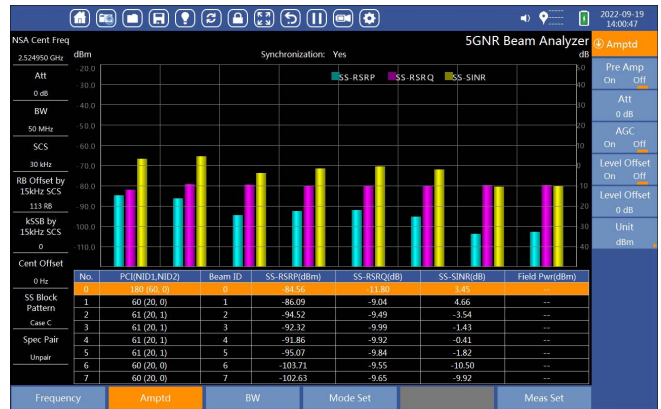 2022-09-19
14:00:47
NSA Cent Freq
2.524950 GHz
Att
0 dB
BW
50 MHz
SCS
30 kHz
RB Offset by
15kHz SCS
113 RB
kSSB by
15kHz SCS
0
Cent Offset
0 Hz
SS Block
Pattern
Case C
Spec Pair
Unpair
5GNR Beam Analyzer
dBm
Synchronization: Yes
dB
SS-RSRP SS-RSRQ SS-SINR
-20.0 50
-30.0 40
-40.0 30
-50.0 20
-60.0 10
-70.0 0
-80.0 10
-90.0 20
100.0 30
-110.0 40
No. PCI(NID1,NID2) Beam ID SS-RSRP(dBm) SS-RSRQ(dB) SS-SINR(dB) Field Pwr(dBm)
0 180 (60, 0) 0 -84.56 -11.80 3.45 --
1 60 (20, 0) 1 -86.09 -9.04 4.66 --
2 61 (20, 1) 2 -94.52 -9.49 -3.54 --
3 61 (20, 1) 3 -92.32 -9.99 -1.43 --
4 61 (20, 1) 4 -91.86 -9.92 -0.41 --
5 61 (20, 1) 5 -95.07 -9.84 -1.82 --
6 60 (20, 0) 6 -103.71 -9.55 -10.50 --
7 60 (20, 0) 7 -102.63 -9.65 -9.92 --
Amptd
Pre Amp
On Off
Att
0 dB
AGC
On Off
Level Offset
On Off
Level Offset
0 dB
Unit
dBm
Frequency Amptd BW Mode Set Meas Set